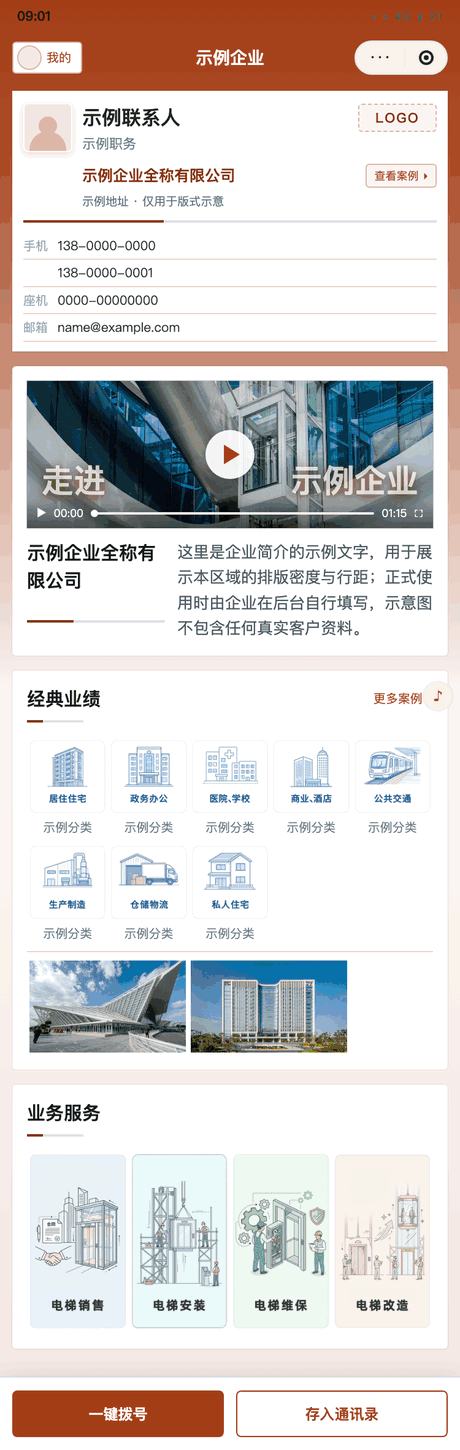 09:01
我的
示例企业
示例联系人
LOGO
示例职务
示例企业全称有限公司
查看案例
示例地址 · 仅用于版式示意
手机 138-0000-0000
138-0000-0001
座机 0000-00000000
邮箱 name@example.com
走进 示例企业
00:00 01:15
示例企业全称有限公司
这里是企业简介的示例文字，用于展
示本区域的排版密度与行距；正式使
用时由企业在后台自行填写，示意图
不包含任何真实客户资料。
经典业绩
更多案例
居住住宅 政务办公 医院、学校 商业、酒店 公共交通
示例分类 示例分类 示例分类 示例分类 示例分类
生产制造 仓储物流 私人住宅
示例分类 示例分类 示例分类
业务服务
合同
电梯销售 电梯安装 电梯维保 电梯改造
一键拨号 存入通讯录